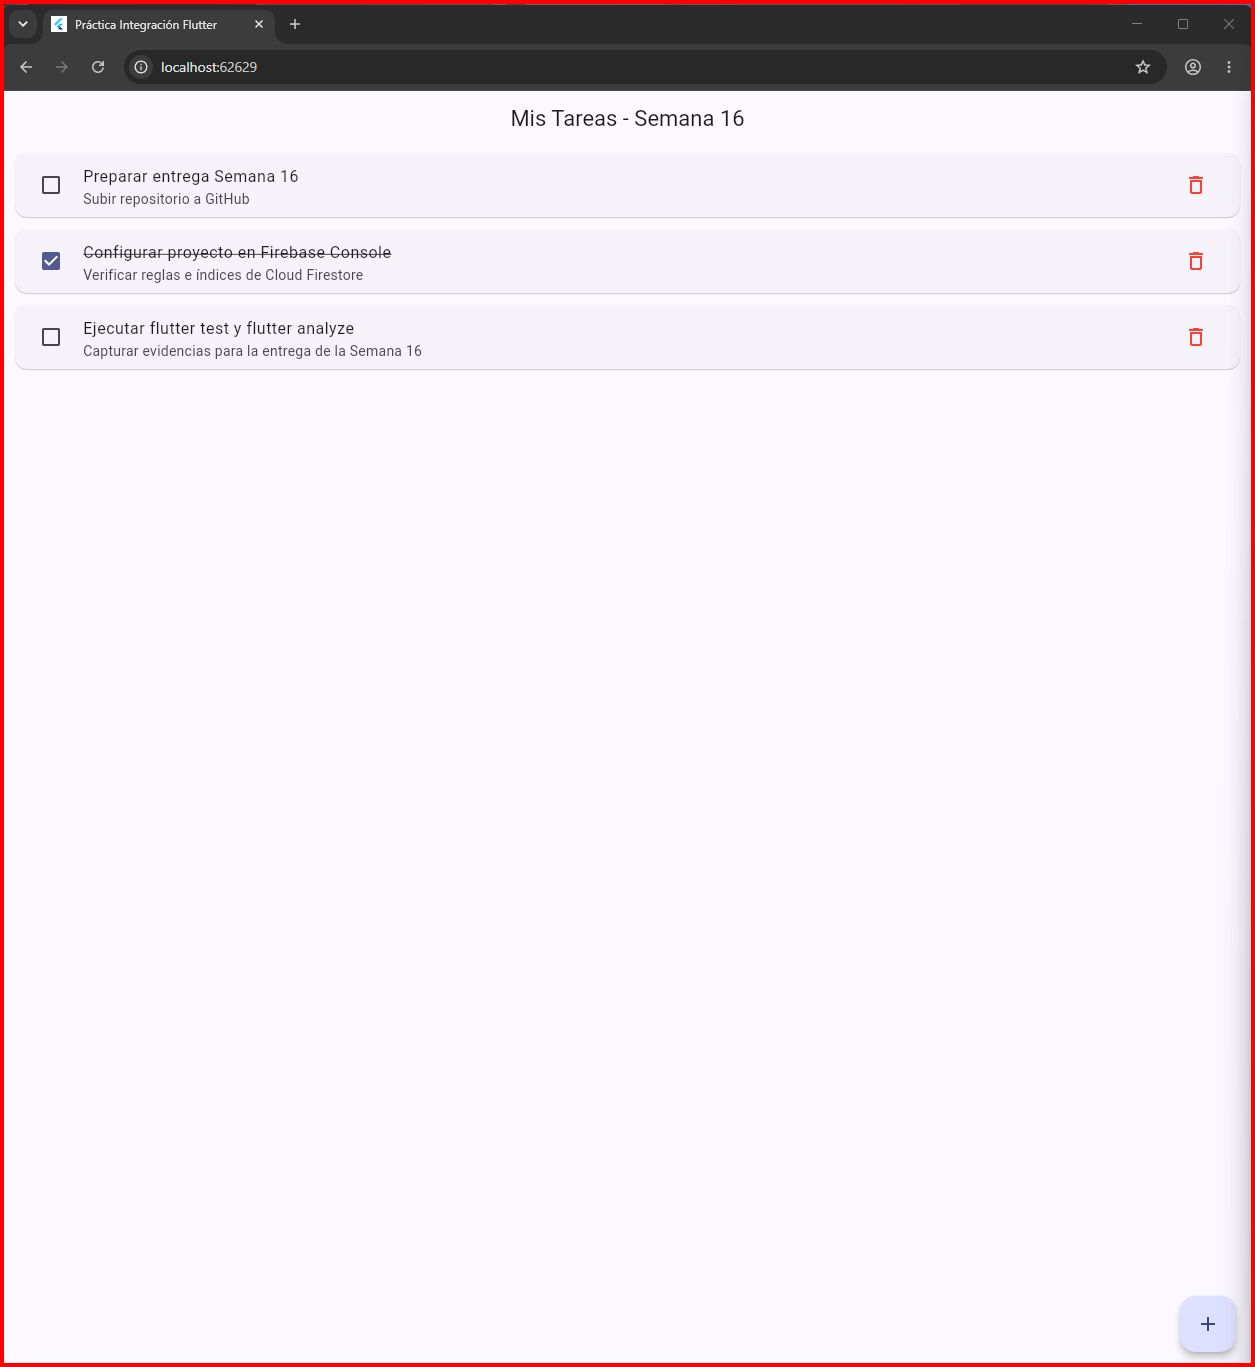 Práctica Integración Flutter
localhost:62629
Mis Tareas - Semana 16
Preparar entrega Semana 16
Subir repositorio a GitHub
Configurar proyecto en Firebase Console
Verificar reglas e índices de Cloud Firestore
Ejecutar flutter test y flutter analyze
Capturar evidencias para la entrega de la Semana 16